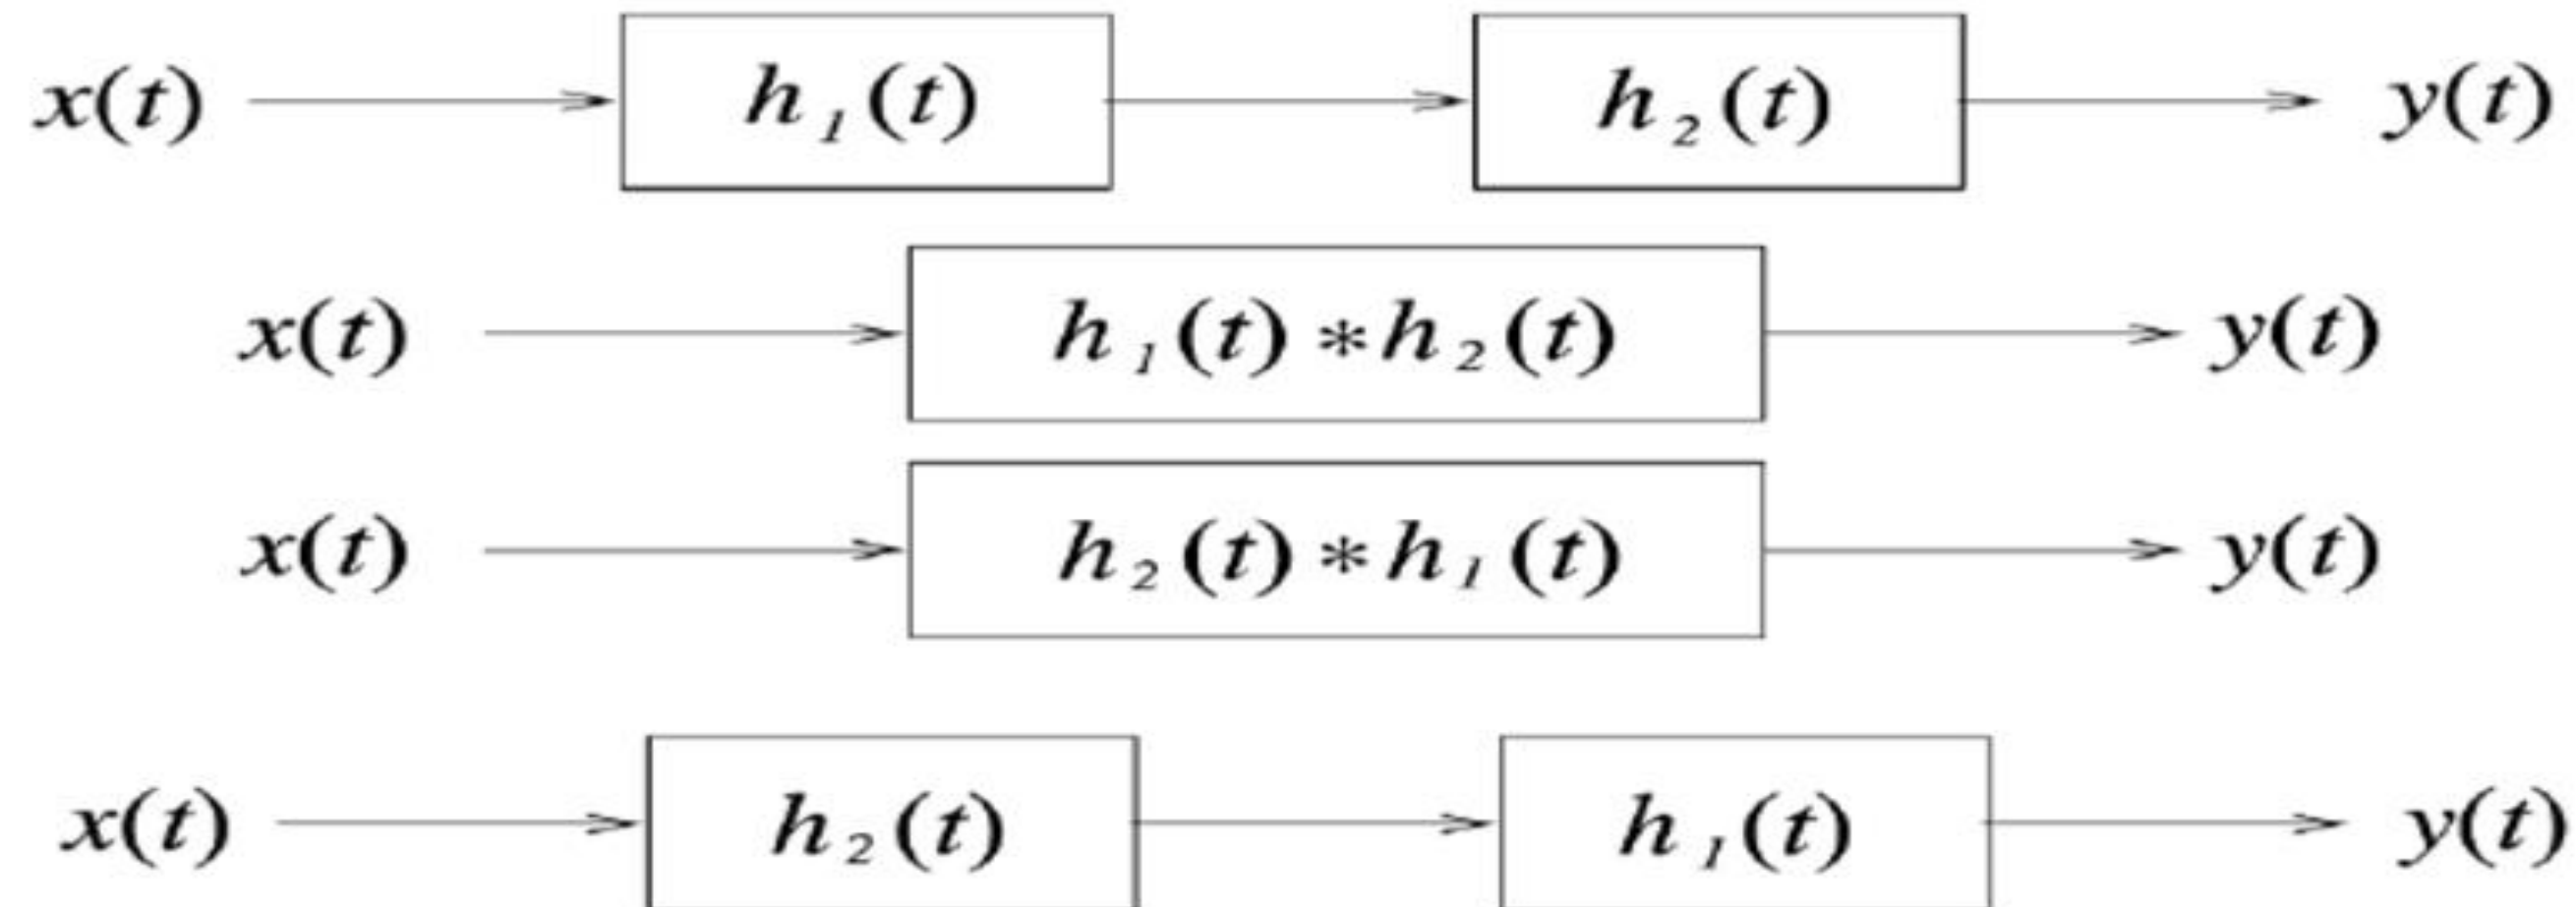 x(t) h₁(t) h₂(t) y(t)
x(t) h₁(t) * h₂(t) y(t)
x(t) h₂(t) * h₁(t) y(t)
x(t) h₂(t) h₁(t) y(t)